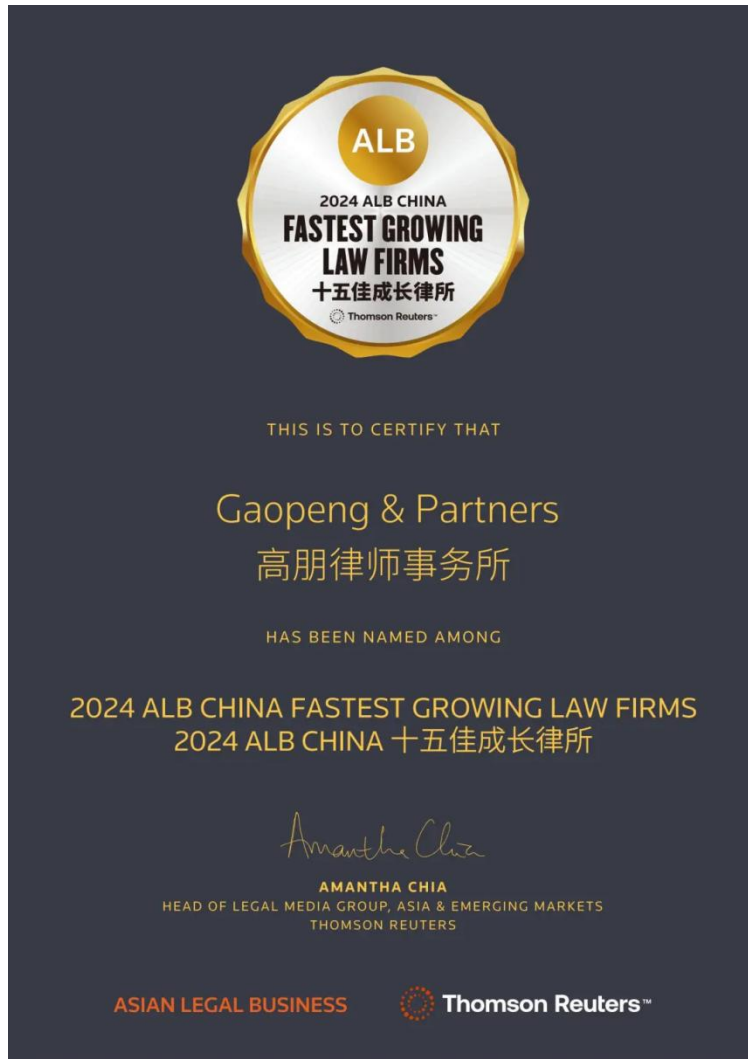 ALB
2024 ALB CHINA
FASTEST GROWING
LAW FIRMS
十五佳成长律所
Thomson Reuters™
THIS IS TO CERTIFY THAT
Gaopeng & Partners
高朋律师事务所
HAS BEEN NAMED AMONG
2024 ALB CHINA FASTEST GROWING LAW FIRMS
2024 ALB CHINA 十五佳成长律所
Amantha Chia
AMANTHA CHIA
HEAD OF LEGAL MEDIA GROUP, ASIA & EMERGING MARKETS
THOMSON REUTERS
ASIAN LEGAL BUSINESS
Thomson Reuters™